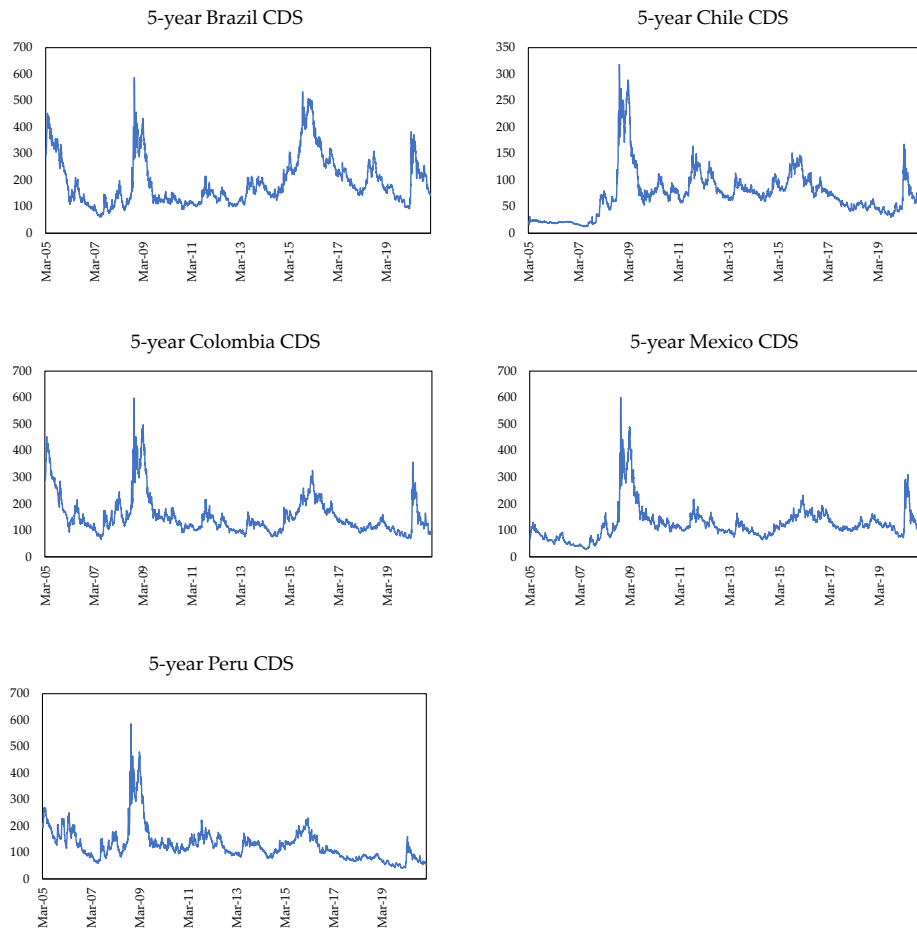 5-year Brazil CDS
700
600
500
400
300
200
100
0
Mar-05
Mar-07
Mar-09
Mar-11
Mar-13
Mar-15
Mar-17
Mar-19
5-year Chile CDS
350
300
250
200
150
100
50
0
Mar-05
Mar-07
Mar-09
Mar-11
Mar-13
Mar-15
Mar-17
Mar-19
5-year Colombia CDS
700
600
500
400
300
200
100
0
Mar-05
Mar-07
Mar-09
Mar-11
Mar-13
Mar-15
Mar-17
Mar-19
5-year Mexico CDS
700
600
500
400
300
200
100
0
Mar-05
Mar-07
Mar-09
Mar-11
Mar-13
Mar-15
Mar-17
Mar-19
5-year Peru CDS
700
600
500
400
300
200
100
0
Mar-05
Mar-07
Mar-09
Mar-11
Mar-13
Mar-15
Mar-17
Mar-19